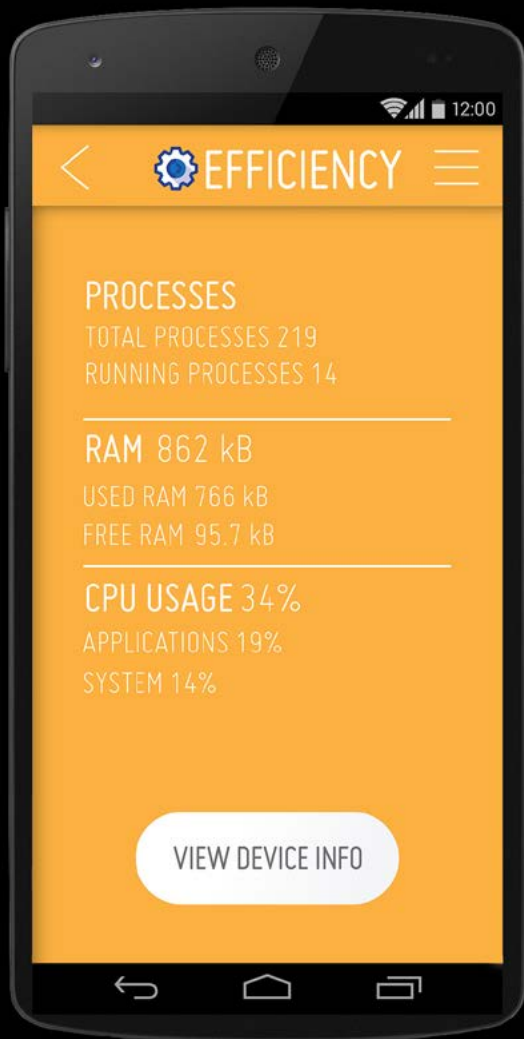 12:00
EFFICIENCY
PROCESSES
TOTAL PROCESSES 219
RUNNING PROCESSES 14
RAM 862 kB
USED RAM 766 kB
FREE RAM 95.7 kB
CPU USAGE 34%
APPLICATIONS 19%
SYSTEM 14%
VIEW DEVICE INFO